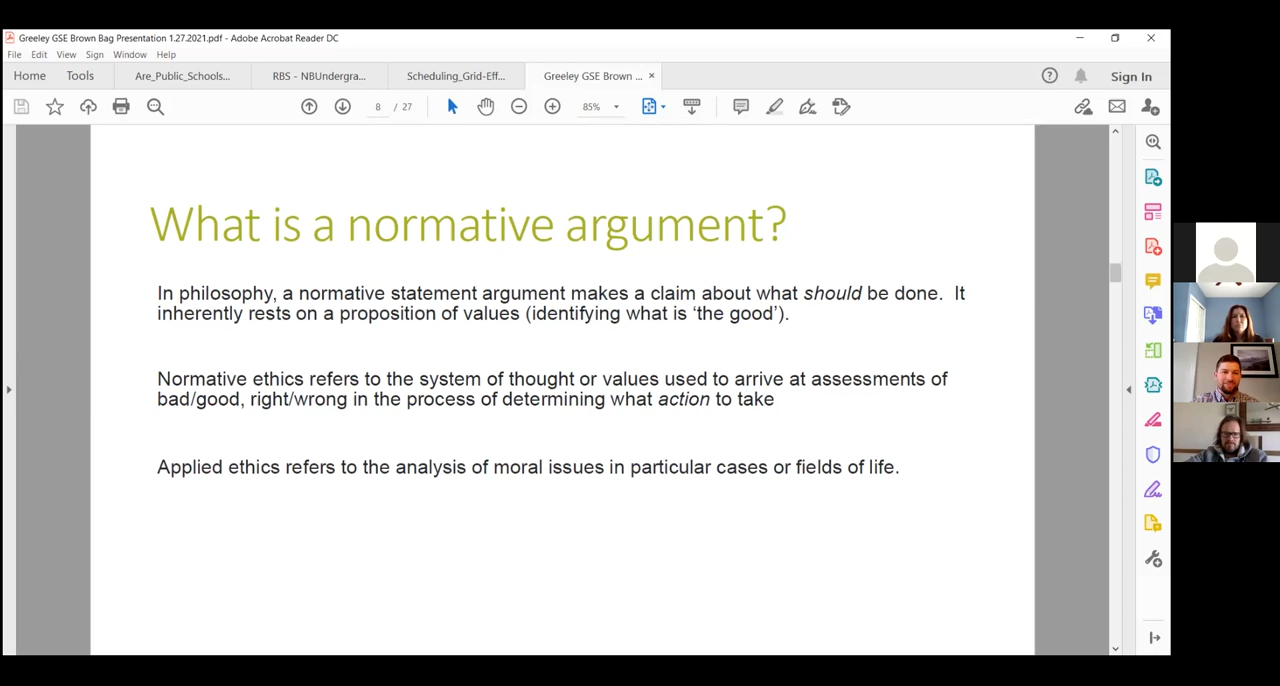 Greeley GSE Brown Bag Presentation 1.27.2021.pdf - Adobe Acrobat Reader DC
File Edit View Sign Window Help
Home Tools Are_Public_Schools... RBS - NBUndergra... Scheduling_Grid-Eff... Greeley GSE Brown ... × Sign In
8 / 27 85%
What is a normative argument?
In philosophy, a normative statement argument makes a claim about what should be done. It
inherently rests on a proposition of values (identifying what is ‘the good’).
Normative ethics refers to the system of thought or values used to arrive at assessments of
bad/good, right/wrong in the process of determining what action to take
Applied ethics refers to the analysis of moral issues in particular cases or fields of life.